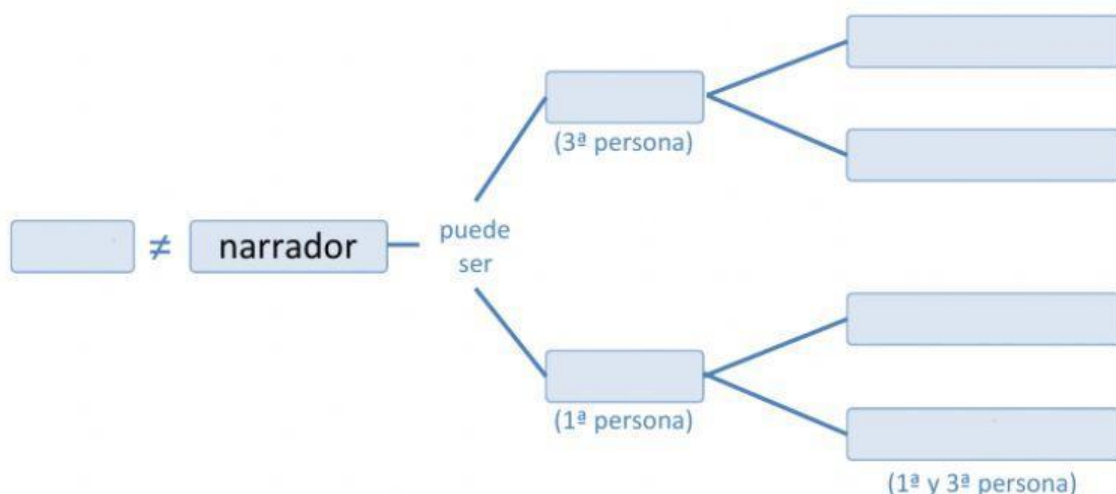 (3ª persona)
≠
narrador
puede
ser
(1ª persona)
(1ª y 3ª persona)